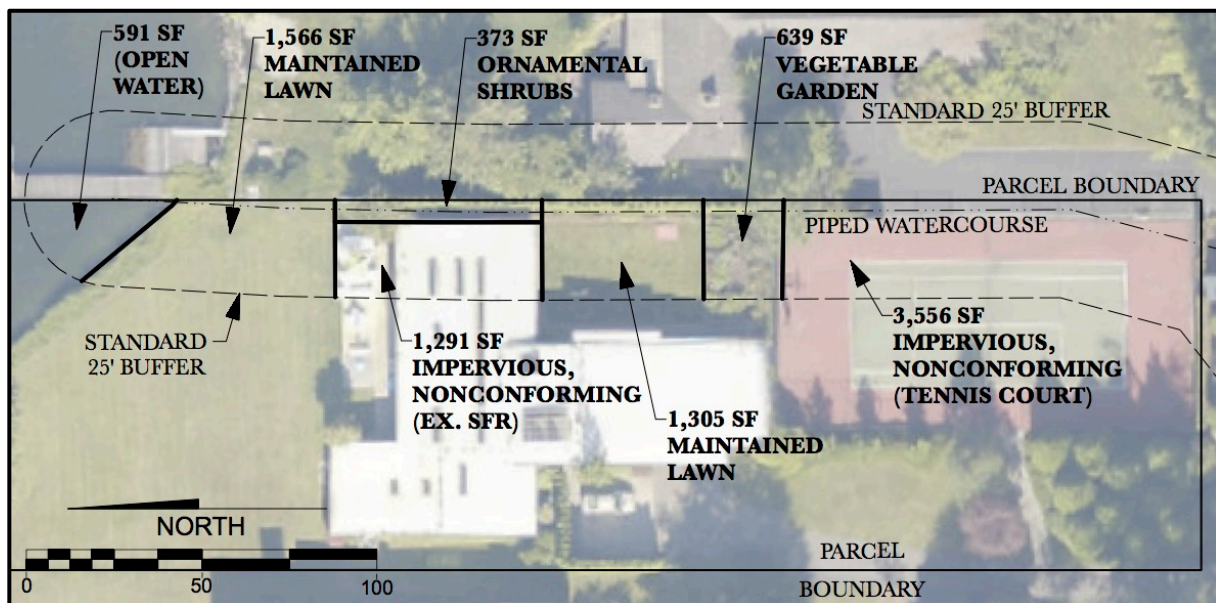 591 SF
(OPEN
WATER)
1,566 SF
MAINTAINED
LAWN
373 SF
ORNAMENTAL
SHRUBS
639 SF
VEGETABLE
GARDEN
STANDARD 25' BUFFER
PARCEL BOUNDARY
PIPED WATERCOURSE
STANDARD
25' BUFFER
1,291 SF
IMPERVIOUS,
NONCONFORMING
(EX. SFR)
1,305 SF
MAINTAINED
LAWN
3,556 SF
IMPERVIOUS,
NONCONFORMING
(TENNIS COURT)
NORTH
0 50 100
PARCEL
BOUNDARY